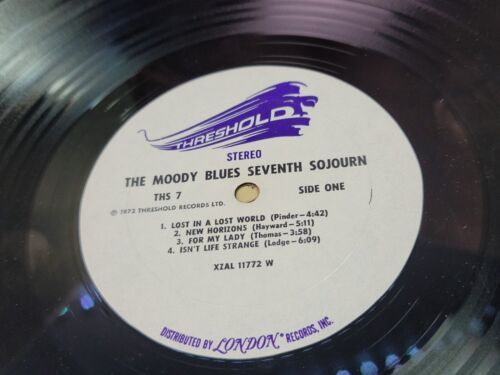 THRESHOLD
STEREO
THE MOODY BLUES SEVENTH SOJOURN
THS 7 SIDE ONE
℗ 1972 THRESHOLD RECORDS LTD.
1. LOST IN A LOST WORLD (Pinder–4:42)
2. NEW HORIZONS (Hayward–5:11)
3. FOR MY LADY (Thomas–3:58)
4. ISN'T LIFE STRANGE (Lodge–6:09)
XZAL 11772 W
DISTRIBUTED BY LONDON® RECORDS, INC.